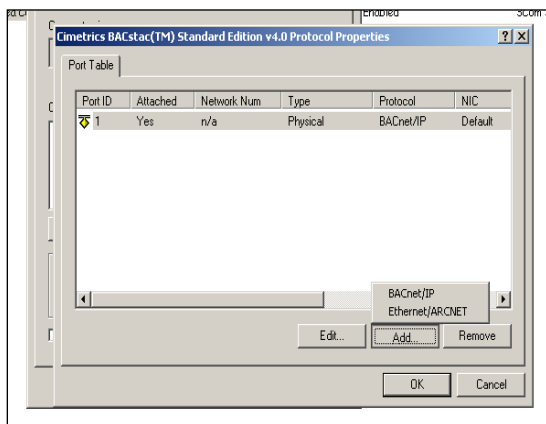 Enabled
3Com
Cimetrics BACstac(TM) Standard Edition v4.0 Protocol Properties
Port Table
Port ID Attached Network Num Type Protocol NIC
1 Yes n/a Physical BACnet/IP Default
BACnet/IP
Ethernet/ARCNET
Edit... Add... Remove
OK Cancel